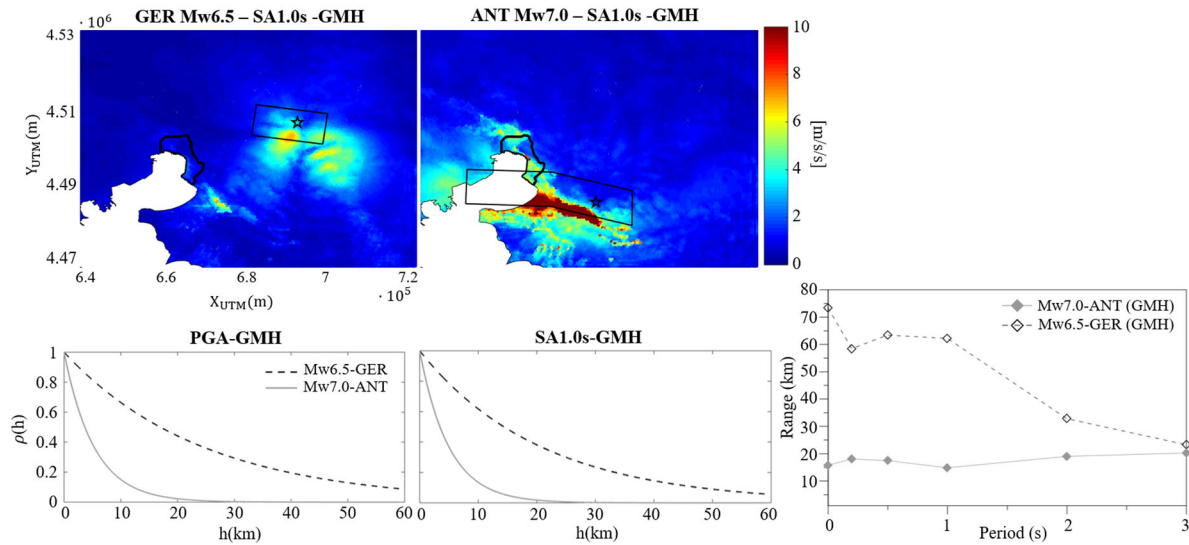 GER Mw6.5 – SA1.0s -GMH
ANT Mw7.0 – SA1.0s -GMH
· 10⁶
4.53
4.51
4.49
4.47
Y_UTM(m)
6.4
6.6
6.8
7
7.2
X_UTM(m)
· 10⁵
10
8
6
4
2
0
[m/s/s]
PGA-GMH
1
0.8
0.6
0.4
0.2
0
ρ(h)
Mw6.5-GER
Mw7.0-ANT
0 10 20 30 40 50 60
h(km)
SA1.0s-GMH
0 10 20 30 40 50 60
h(km)
80
70
60
50
40
30
20
10
Range (km)
Mw7.0-ANT (GMH)
Mw6.5-GER (GMH)
0 1 2 3
Period (s)